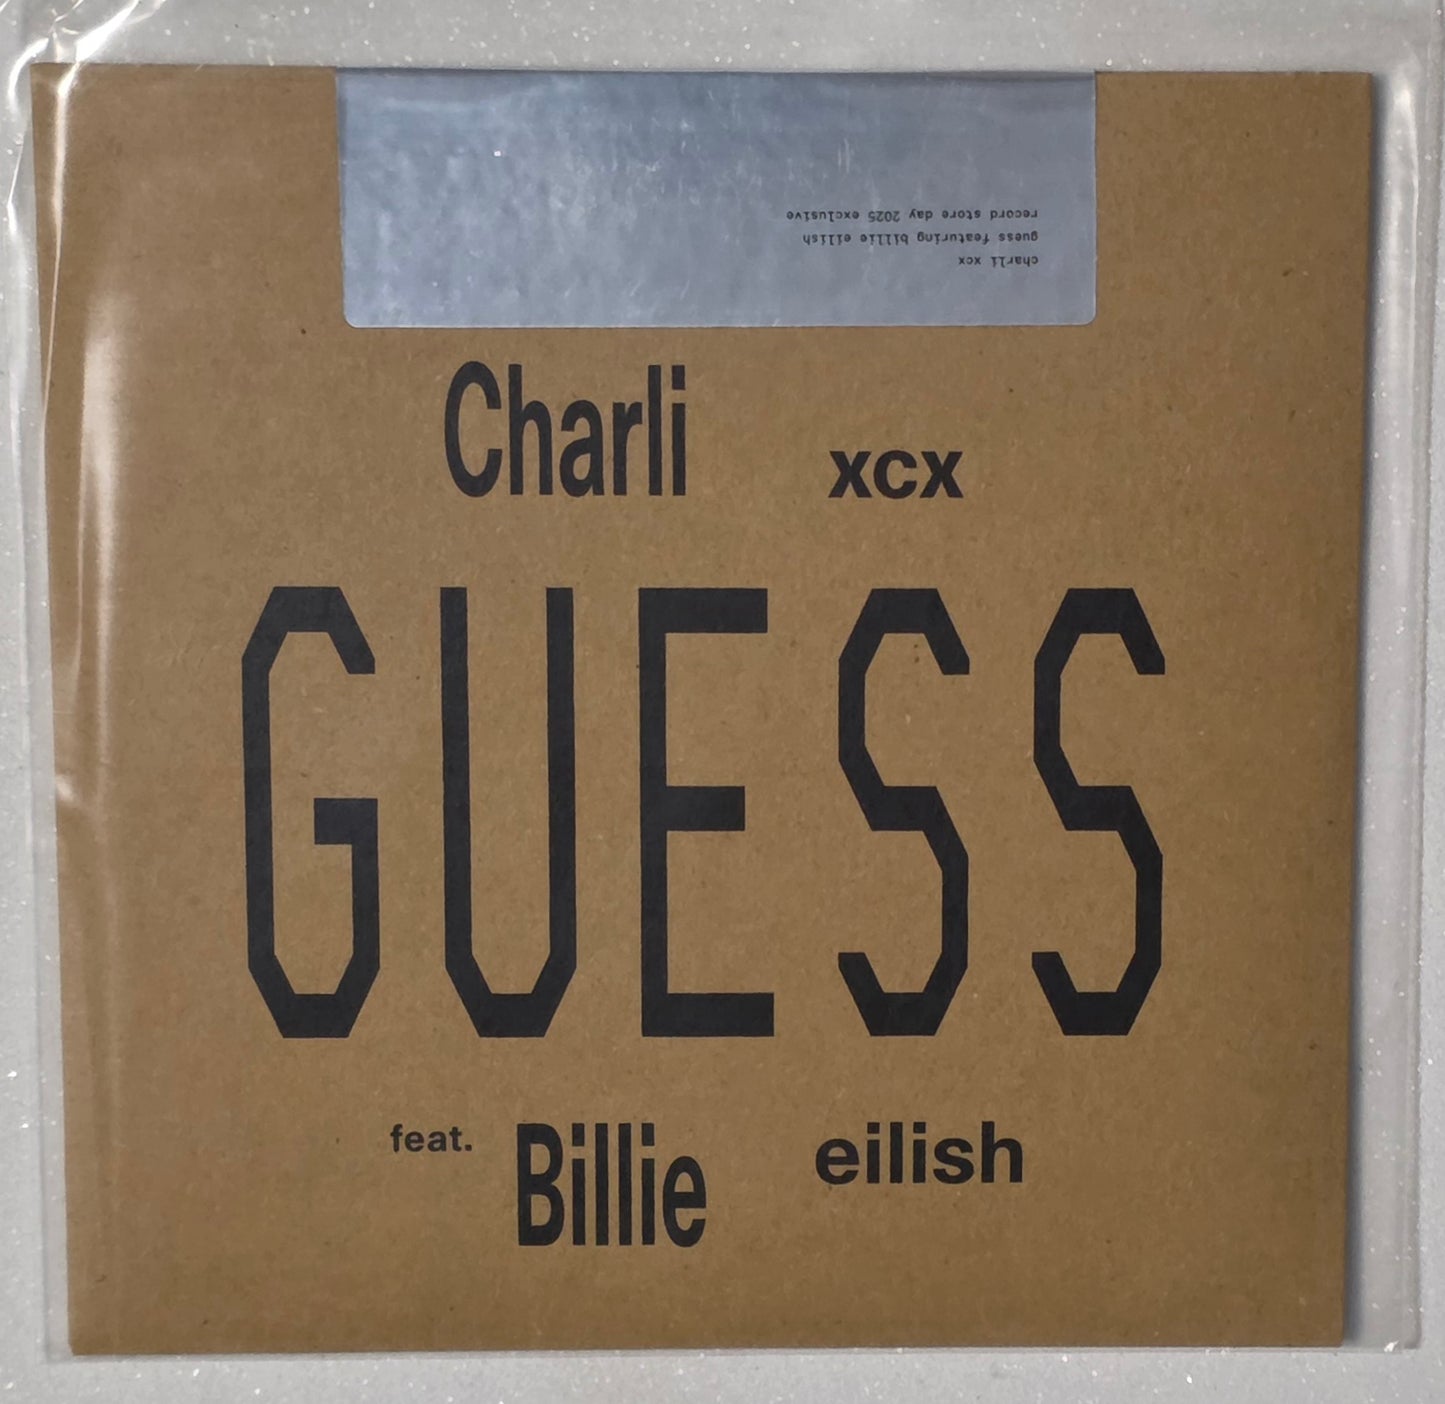 charli xcx
guess featuring billie eilish
record store day 2025 exclusive
Charli xcx
GUESS
feat. Billie eilish